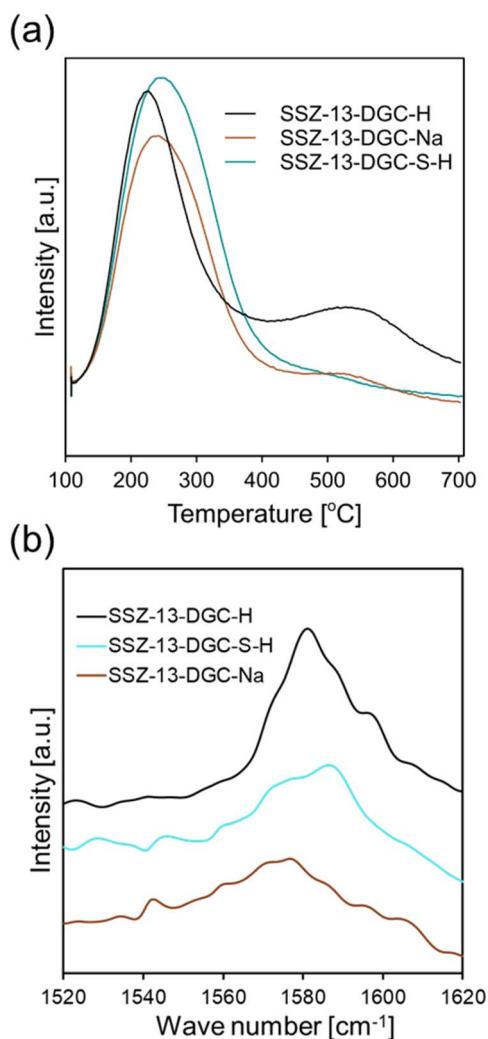 (a)
SSZ-13-DGC-H
SSZ-13-DGC-Na
SSZ-13-DGC-S-H
Intensity [a.u.]
100 200 300 400 500 600 700
Temperature [°C]
(b)
SSZ-13-DGC-H
SSZ-13-DGC-S-H
SSZ-13-DGC-Na
Intensity [a.u.]
1520 1540 1560 1580 1600 1620
Wave number [cm⁻¹]